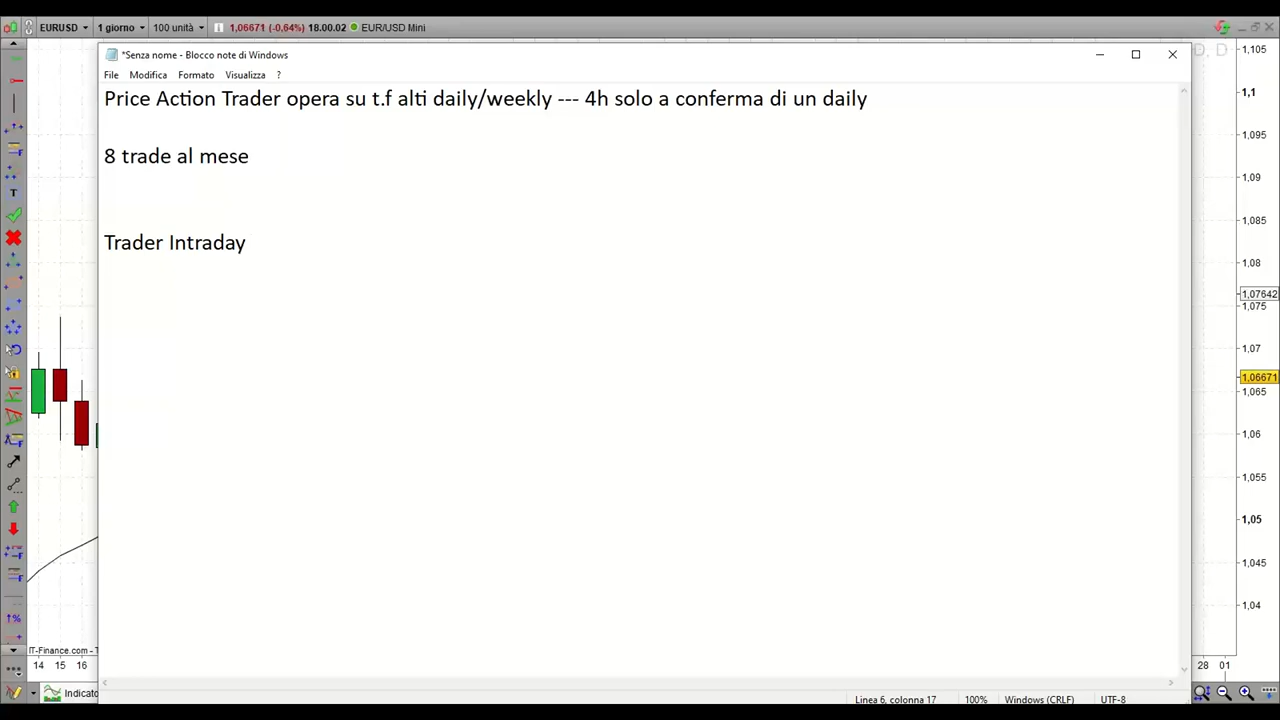 EURUSD 1 giorno 100 unità 1,06671 (-0,64%) 18.00.02 EUR/USD Mini
*Senza nome - Blocco note di Windows
File Modifica Formato Visualizza ?
Price Action Trader opera su t.f alti daily/weekly --- 4h solo a conferma di un daily
8 trade al mese
Trader Intraday
1,105
1,1
1,095
1,09
1,085
1,08
1,07642
1,075
1,07
1,06671
1,065
1,06
1,055
1,05
1,045
1,04
IT-Finance.com
14 15 16 28 01
Indicato
Linea 6, colonna 17 100% Windows (CRLF) UTF-8